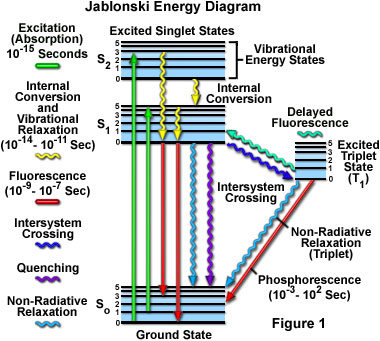 Jablonski Energy Diagram
Excitation
(Absorption)
10-15 Seconds
Internal
Conversion
and
Vibrational
Relaxation
(10-14 - 10-11 Sec)
Fluorescence
(10-9 - 10-7 Sec)
Intersystem
Crossing
Quenching
Non-Radiative
Relaxation
Excited Singlet States
S2
5
4
3
2
1
0
Vibrational
Energy States
Internal
Conversion
S1
5
4
3
2
1
0
Delayed
Fluorescence
Excited
Triplet
State
(T1)
5
4
3
2
1
0
Intersystem
Crossing
Non-Radiative
Relaxation
(Triplet)
Phosphorescence
(10-3 - 102 Sec)
So
5
4
3
2
1
0
Ground State
Figure 1